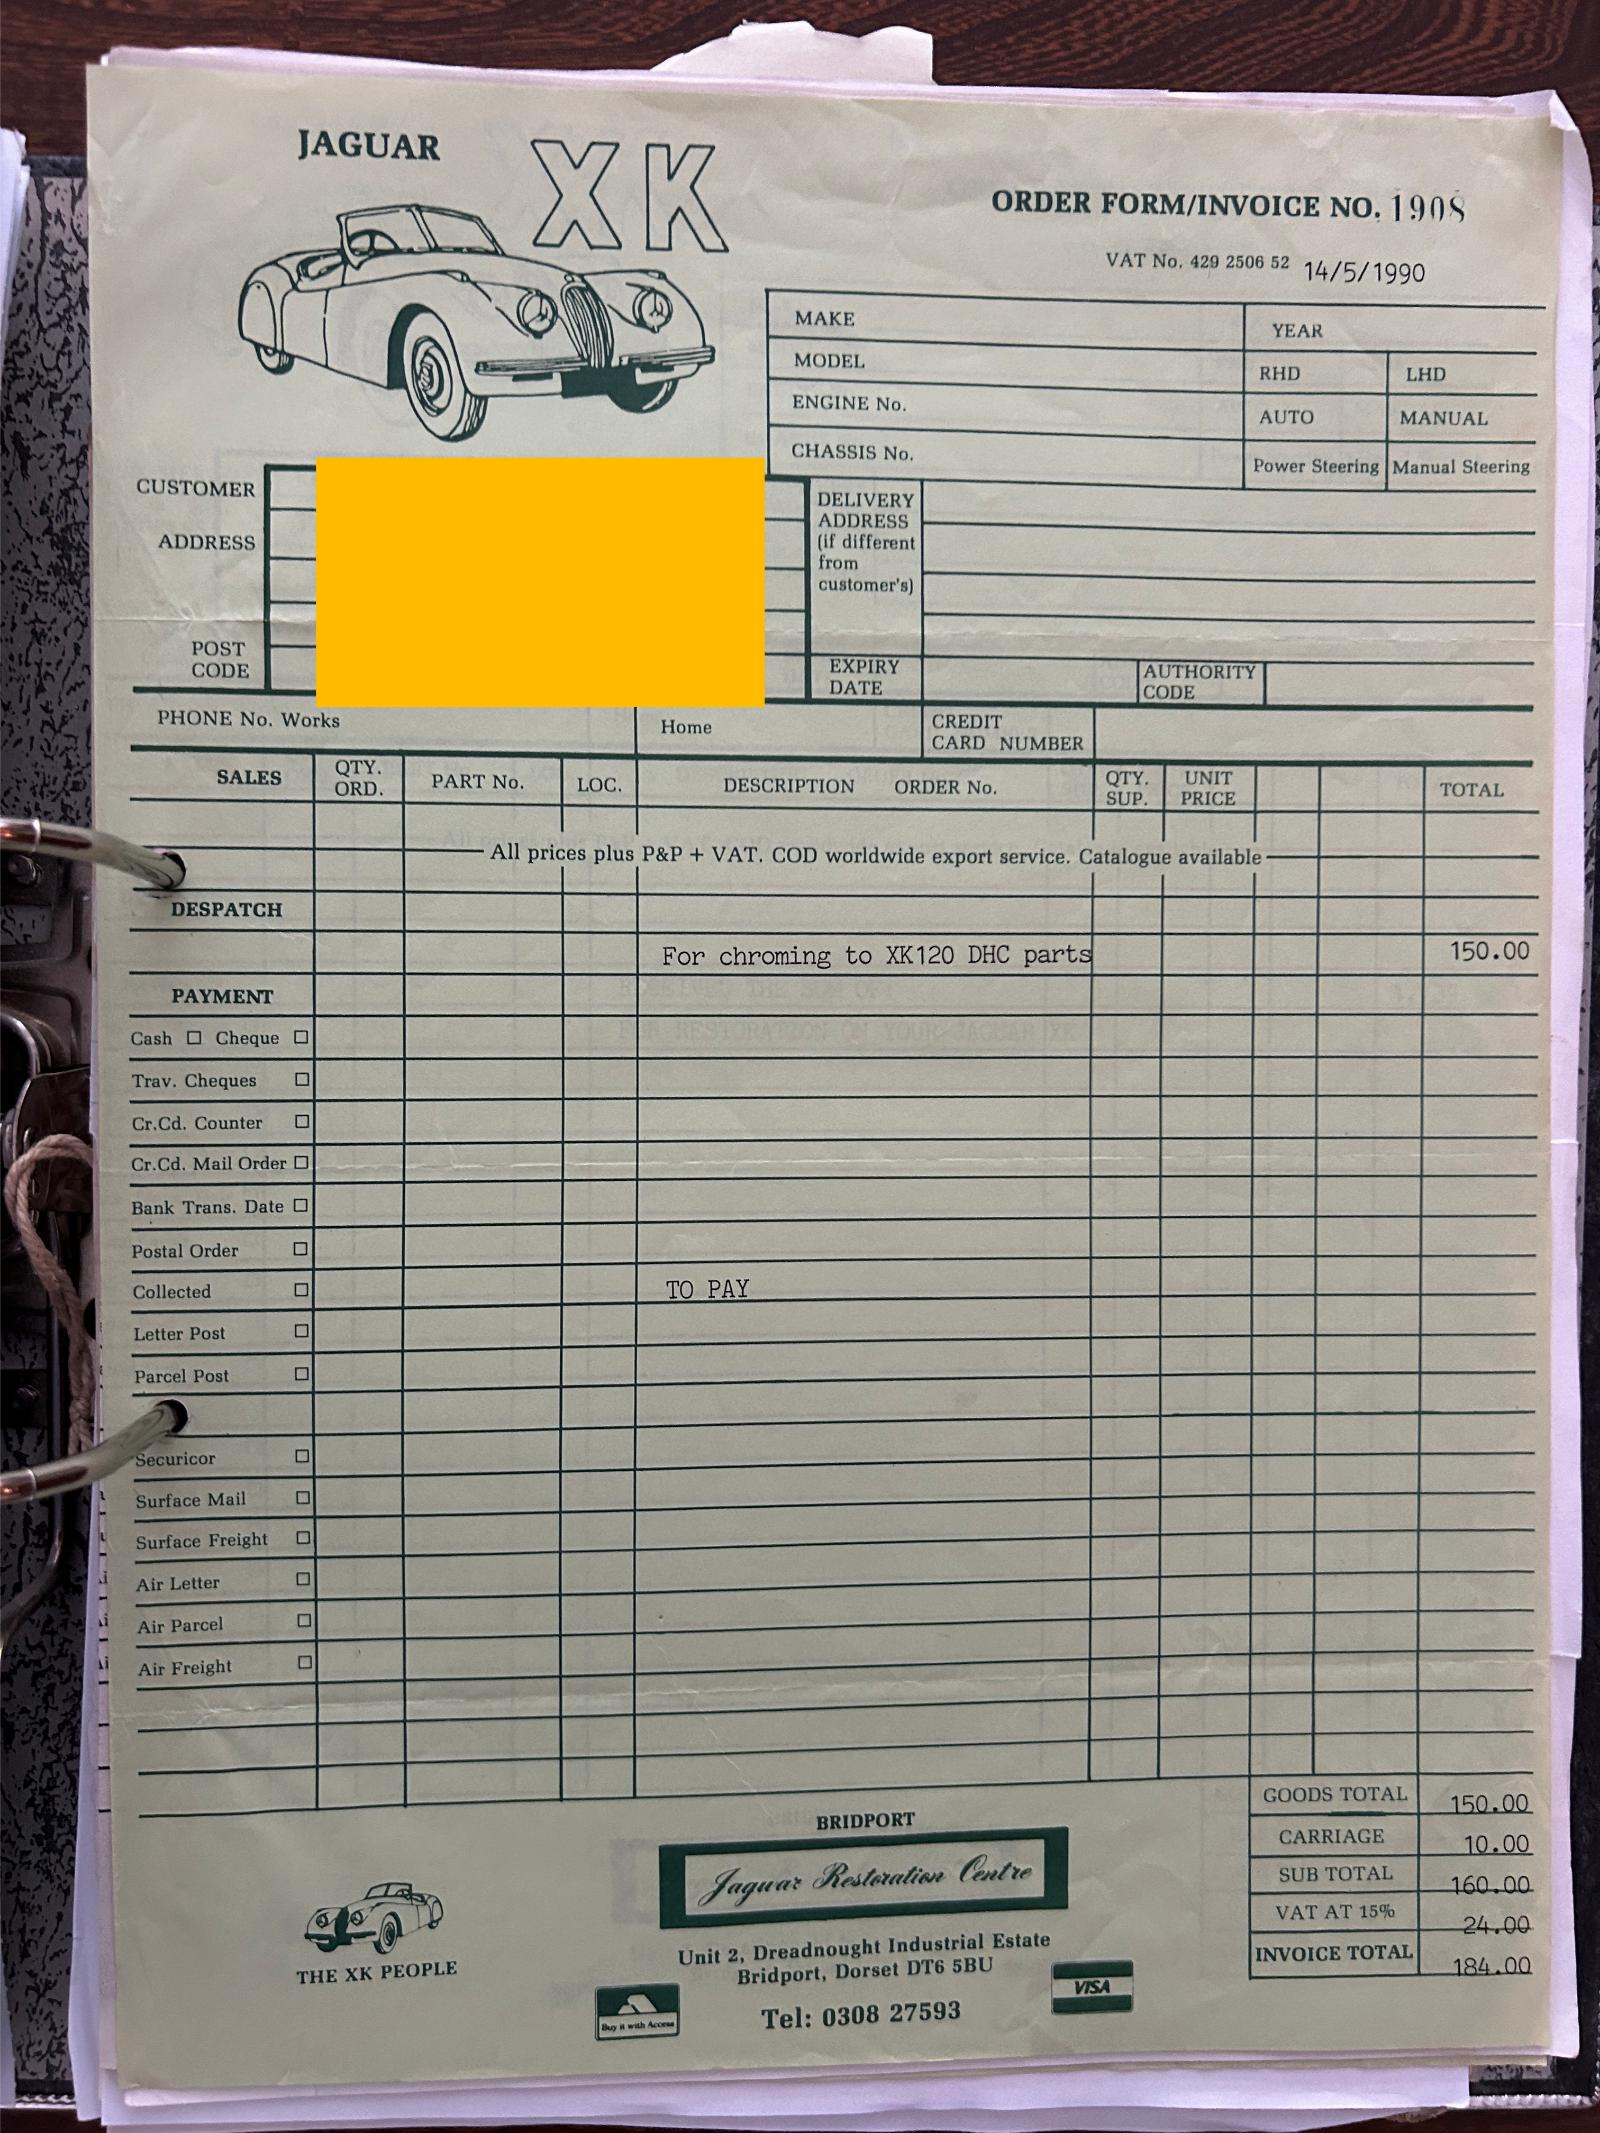 JAGUAR XK
ORDER FORM/INVOICE NO. 1908
VAT No. 429 2506 52 14/5/1990
MAKE YEAR
MODEL RHD LHD
ENGINE No. AUTO MANUAL
CHASSIS No. Power Steering Manual Steering
CUSTOMER
ADDRESS
POST
CODE
DELIVERY
ADDRESS
(if different
from
customer's)
EXPIRY
DATE
AUTHORITY
CODE
PHONE No. Works Home
CREDIT
CARD NUMBER
SALES QTY. ORD. PART No. LOC. DESCRIPTION ORDER No. QTY. SUP. UNIT PRICE TOTAL
All prices plus P&P + VAT. COD worldwide export service. Catalogue available
DESPATCH
For chroming to XK120 DHC parts 150.00
PAYMENT
Cash Cheque
Trav. Cheques
Cr.Cd. Counter
Cr.Cd. Mail Order
Bank Trans. Date
Postal Order
Collected TO PAY
Letter Post
Parcel Post
Securicor
Surface Mail
Surface Freight
Air Letter
Air Parcel
Air Freight
GOODS TOTAL 150.00
CARRIAGE 10.00
SUB TOTAL 160.00
VAT AT 15% 24.00
INVOICE TOTAL 184.00
BRIDPORT
Jaguar Restoration Centre
Unit 2, Dreadnought Industrial Estate
Bridport, Dorset DT6 5BU
Tel: 0308 27593
THE XK PEOPLE
Buy it with Access
VISA